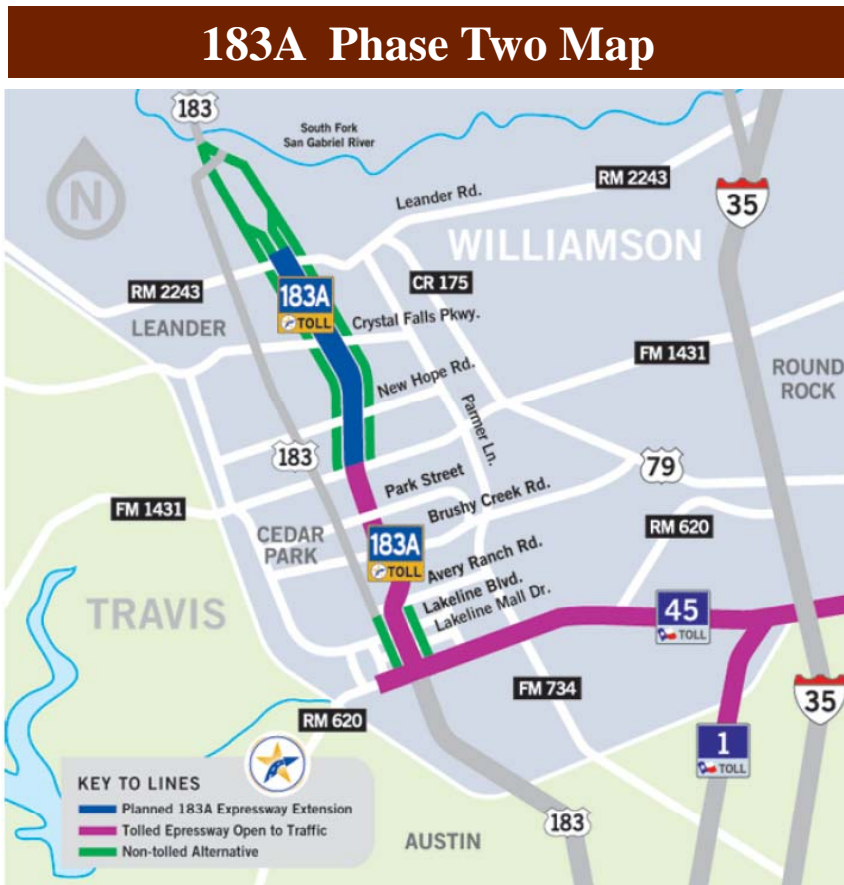 183A Phase Two Map
183
South Fork
San Gabriel River
N
Leander Rd.
RM 2243
35
WILLIAMSON
CR 175
RM 2243
183A
TOLL
LEANDER
Crystal Falls Pkwy.
FM 1431
ROUND
ROCK
New Hope Rd.
Parmer Ln.
183
79
Park Street
Brushy Creek Rd.
FM 1431
RM 620
CEDAR
PARK
183A
TOLL
Avery Ranch Rd.
Lakeline Blvd.
Lakeline Mall Dr.
TRAVIS
45
TOLL
FM 734
35
RM 620
1
TOLL
KEY TO LINES
Planned 183A Expressway Extension
Tolled Epressway Open to Traffic
Non-tolled Alternative
183
AUSTIN